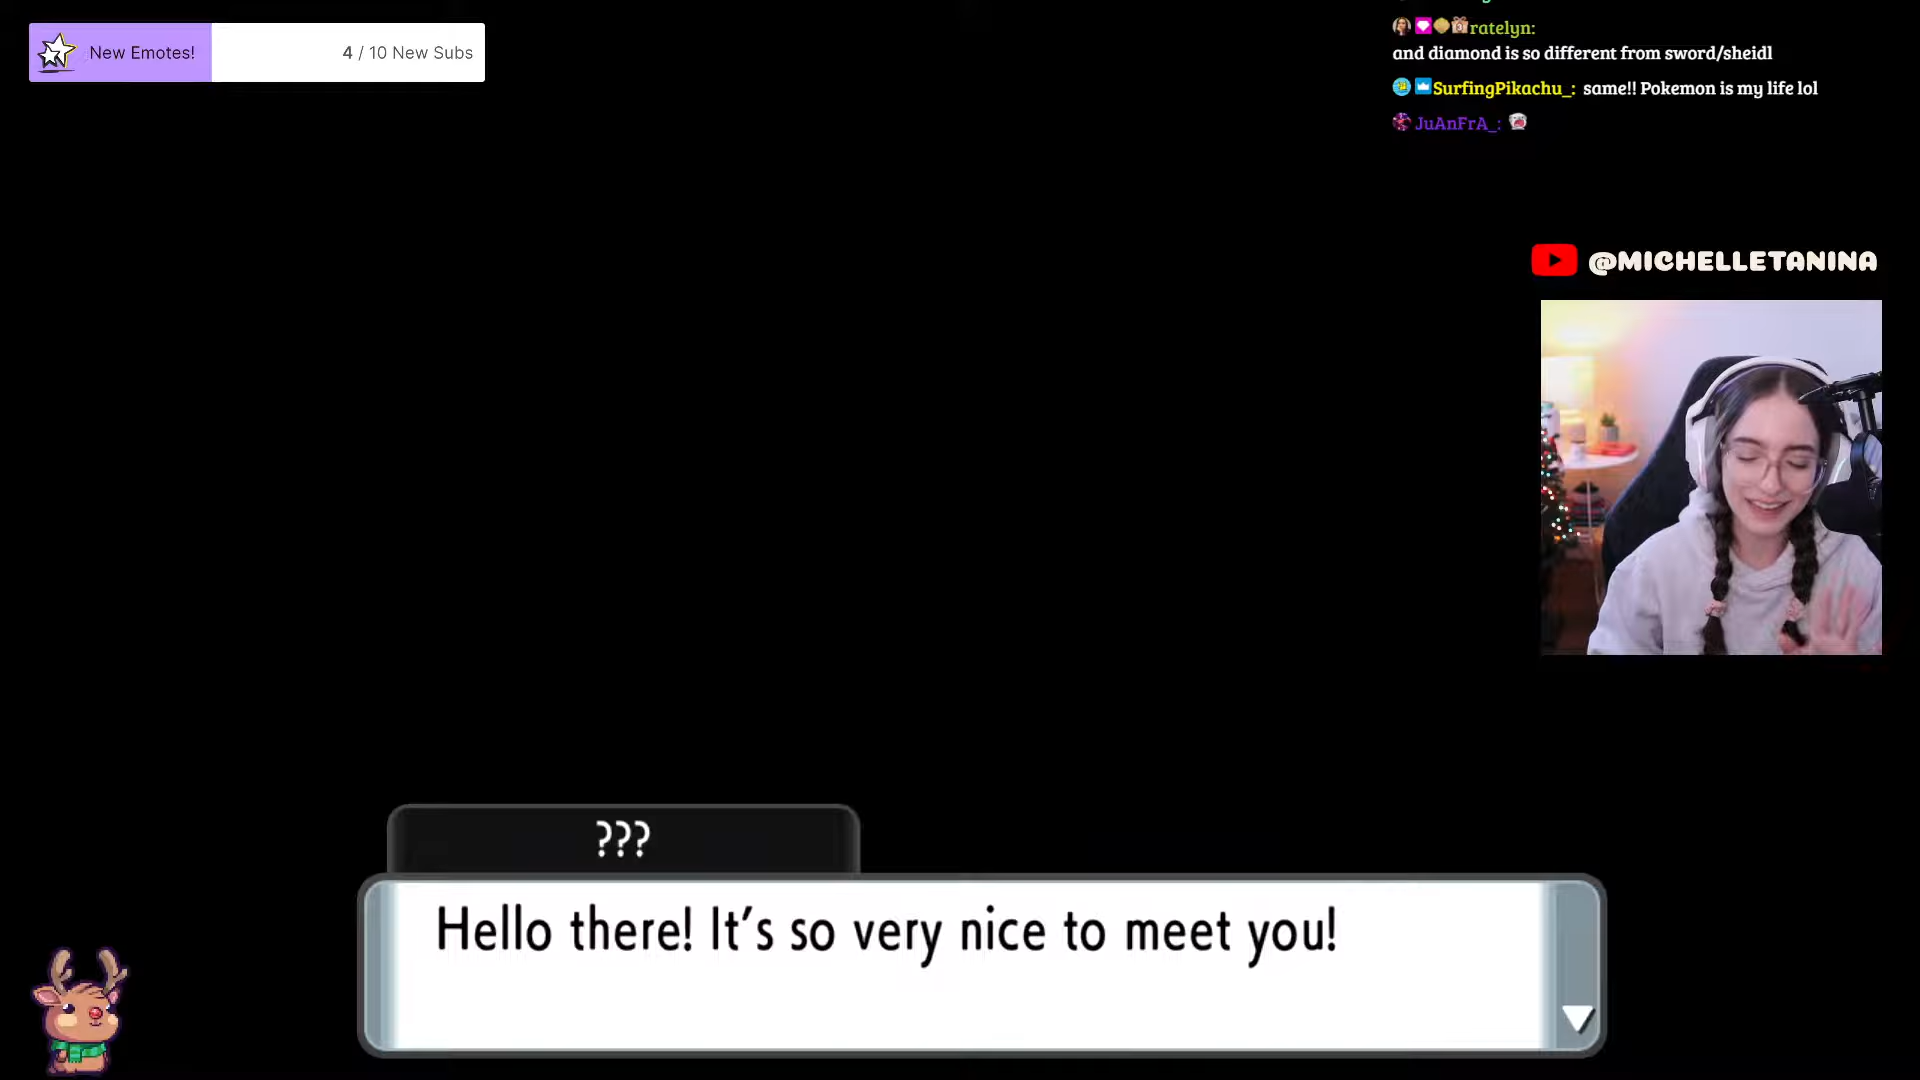 New Emotes!
4 / 10 New Subs
ratelyn:
and diamond is so different from sword/sheidl
SurfingPikachu_: same!! Pokemon is my life lol
JuAnFrA_:
@MICHELLETANINA
???
Hello there! It's so very nice to meet you!